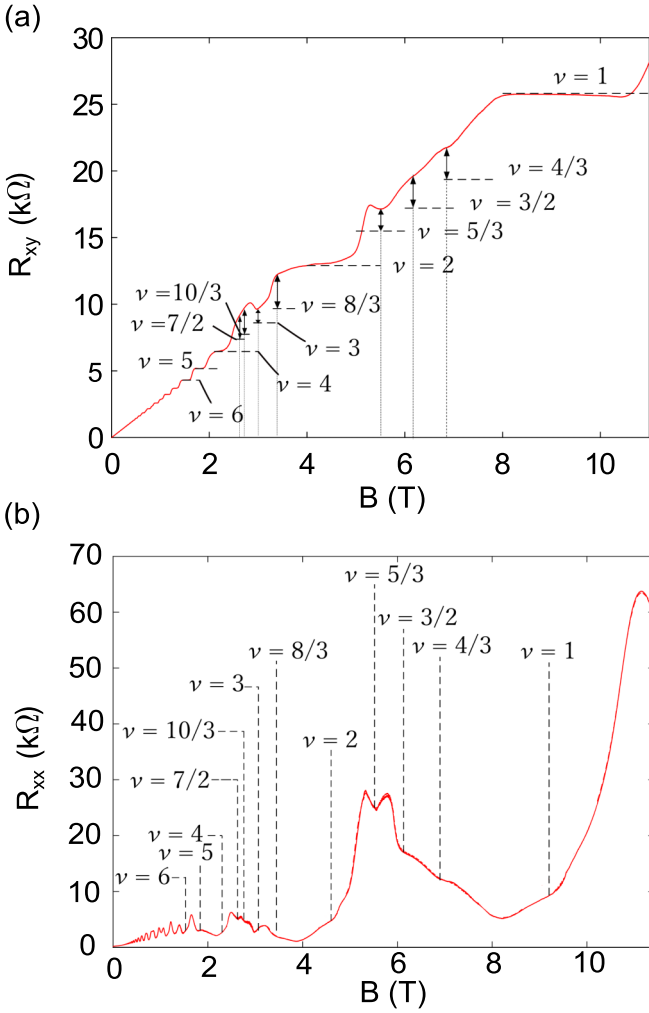 (a)
30
25
20
15
10
5
0
R_xy (kΩ)
ν = 1
ν = 4/3
ν = 3/2
ν = 5/3
ν = 2
ν = 10/3
ν = 8/3
ν = 7/2
ν = 3
ν = 5
ν = 4
ν = 6
0 2 4 6 8 10
B (T)
(b)
70
60
50
40
30
20
10
0
R_xx (kΩ)
ν = 5/3
ν = 3/2
ν = 8/3
ν = 4/3
ν = 1
ν = 3
ν = 10/3
ν = 2
ν = 7/2
ν = 4
ν = 5
ν = 6
0 2 4 6 8 10
B (T)